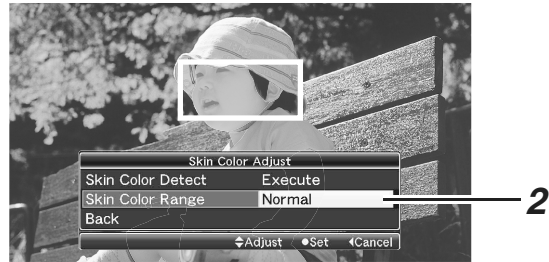 Skin Color Adjust
Skin Color Detect Execute
Skin Color Range Normal
Back
Adjust Set Cancel
2